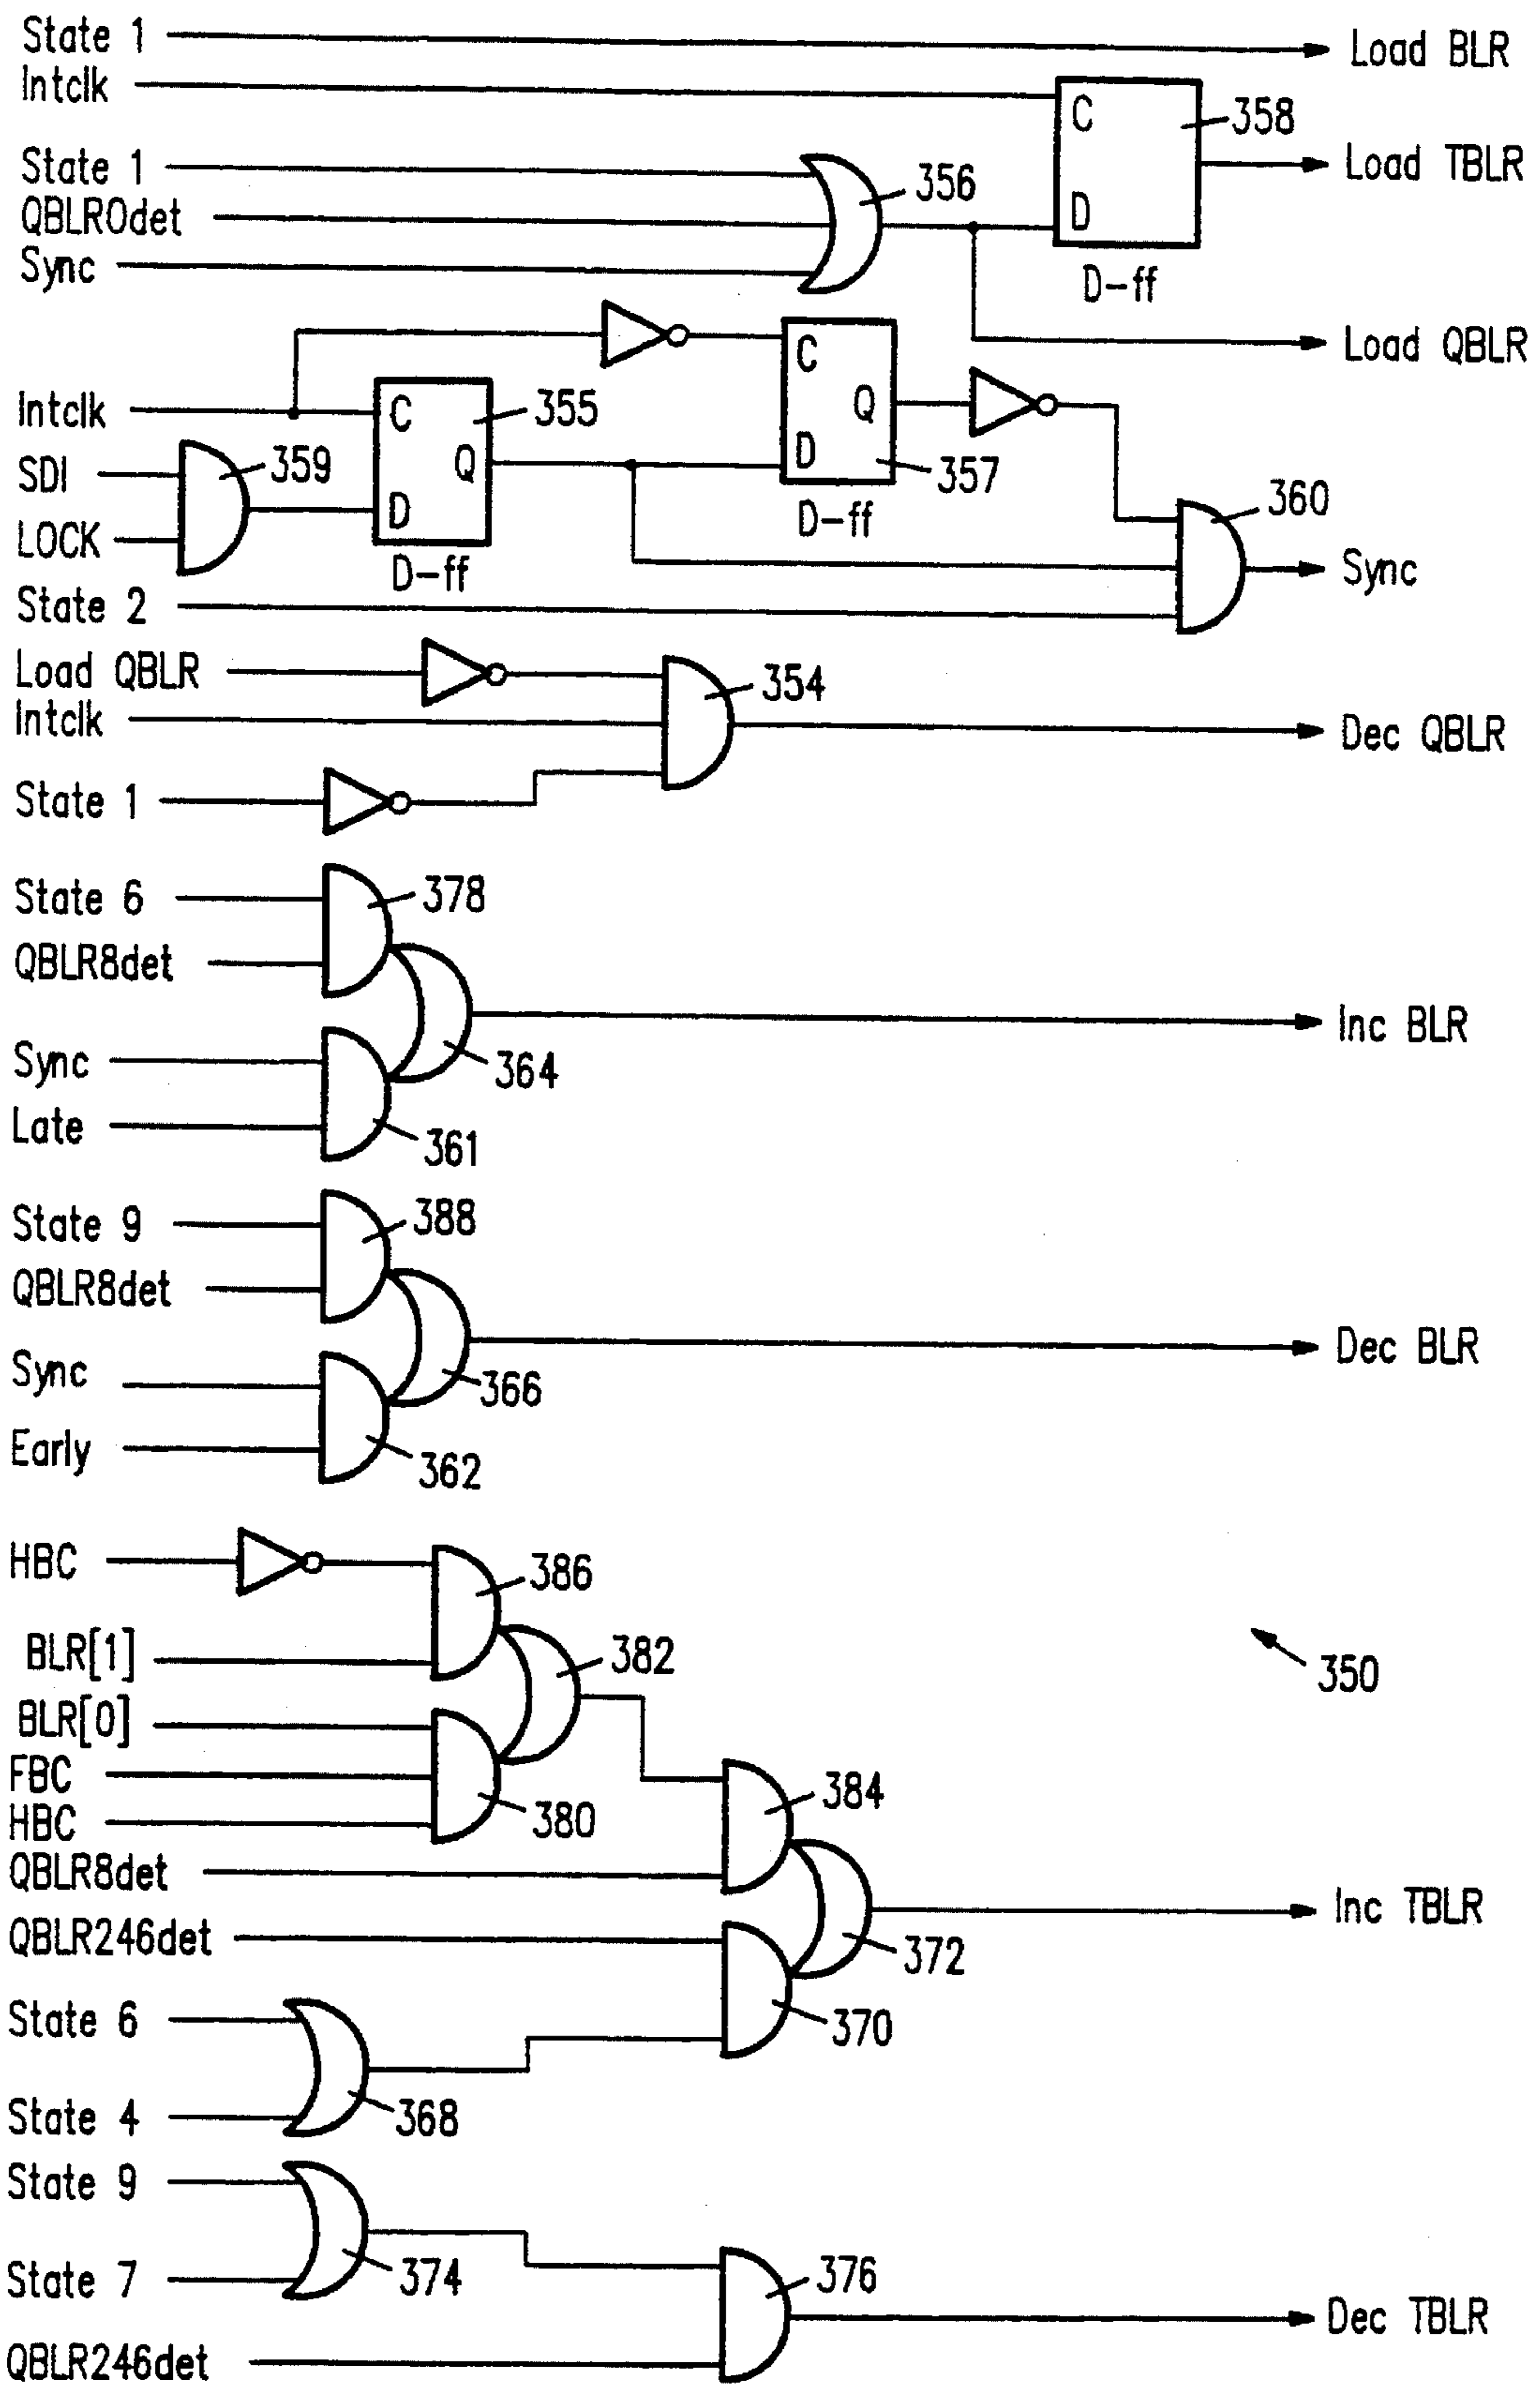 State 1
Load BLR
Intclk
C
358
State 1
Load TBLR
356
QBLR0det
D
Sync
D-ff
C
Load QBLR
Q
Intclk
C
355
SDI
359
Q
D
357
LOCK
D
D-ff
360
D-ff
Sync
State 2
Load QBLR
354
Intclk
Dec QBLR
State 1
State 6
378
QBLR8det
Inc BLR
Sync
364
Late
361
State 9
388
QBLR8det
Dec BLR
Sync
366
Early
362
HBC
386
BLR[1]
382
350
BLR[0]
FBC
384
HBC
380
QBLR8det
Inc TBLR
QBLR246det
372
State 6
370
State 4
368
State 9
State 7
374
376
Dec TBLR
QBLR246det